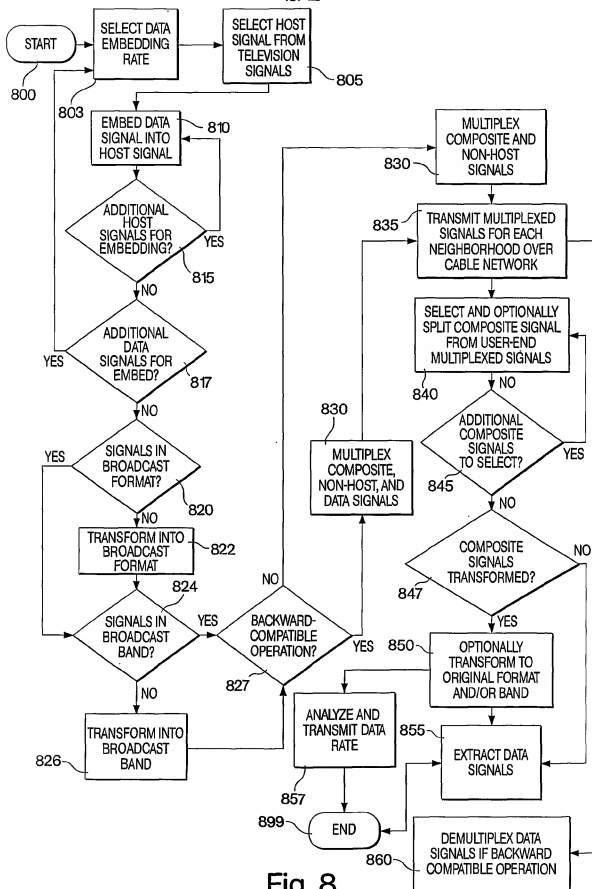 START
800
SELECT DATA
EMBEDDING
RATE
803
SELECT HOST
SIGNAL FROM
TELEVISION
SIGNALS
805
EMBED DATA
SIGNAL INTO
HOST SIGNAL
810
ADDITIONAL
HOST
SIGNALS FOR
EMBEDDING?
YES
815
NO
ADDITIONAL
DATA
SIGNALS FOR
EMBED?
YES
817
NO
SIGNALS IN
BROADCAST
FORMAT?
YES
820
NO
TRANSFORM INTO
BROADCAST
FORMAT
822
824
SIGNALS IN
BROADCAST
BAND?
YES
NO
TRANSFORM INTO
BROADCAST
BAND
826
NO
BACKWARD-
COMPATIBLE
OPERATION?
YES
827
830
MULTIPLEX
COMPOSITE,
NON-HOST,
AND DATA
SIGNALS
MULTIPLEX
COMPOSITE AND
NON-HOST
SIGNALS
830
835
TRANSMIT MULTIPLEXED
SIGNALS FOR EACH
NEIGHBORHOOD OVER
CABLE NETWORK
SELECT AND OPTIONALLY
SPLIT COMPOSITE SIGNAL
FROM USER-END
MULTIPLEXED SIGNALS
840
NO
ADDITIONAL
COMPOSITE
SIGNALS
TO SELECT?
YES
845
NO
COMPOSITE
SIGNALS
TRANSFORMED?
NO
847
YES
850
OPTIONALLY
TRANSFORM TO
ORIGINAL FORMAT
AND/OR BAND
ANALYZE AND
TRANSMIT DATA
RATE
857
855
EXTRACT DATA
SIGNALS
899
END
DEMULTIPLEX DATA
SIGNALS IF BACKWARD
COMPATIBLE OPERATION
860
Fig. 8